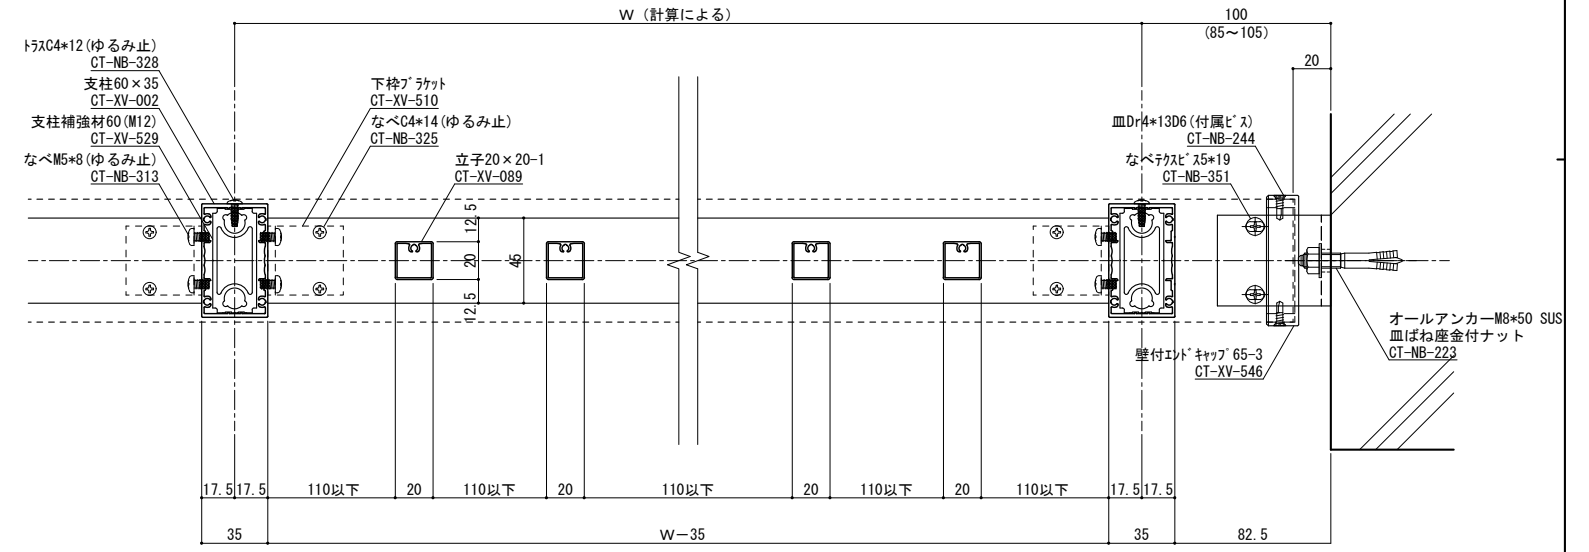 W (計算による)
100
(85～105)
20
ﾄﾗｽC4*12(ゆるみ止)
CT-NB-328
支柱60×35
CT-XV-002
支柱補強材60(M12)
CT-XV-529
なべM5*8(ゆるみ止)
CT-NB-313
下枠ﾌﾞﾗｹｯﾄ
CT-XV-510
なべC4*14(ゆるみ止)
CT-NB-325
立子20×20-1
CT-XV-089
皿Dr4*13D6(付属ﾋﾞｽ)
CT-NB-244
なべﾃｸｽﾋﾞｽ5*19
CT-NB-351
12.5
20
12.5
45
オールアンカーM8*50 SUS
皿ばね座金付ナット
CT-NB-223
壁付ｴﾝﾄﾞｷｬｯﾌﾟ65-3
CT-XV-546
17.5
17.5
110以下
20
110以下
20
110以下
20
110以下
20
110以下
17.5
17.5
35
W－35
35
82.5